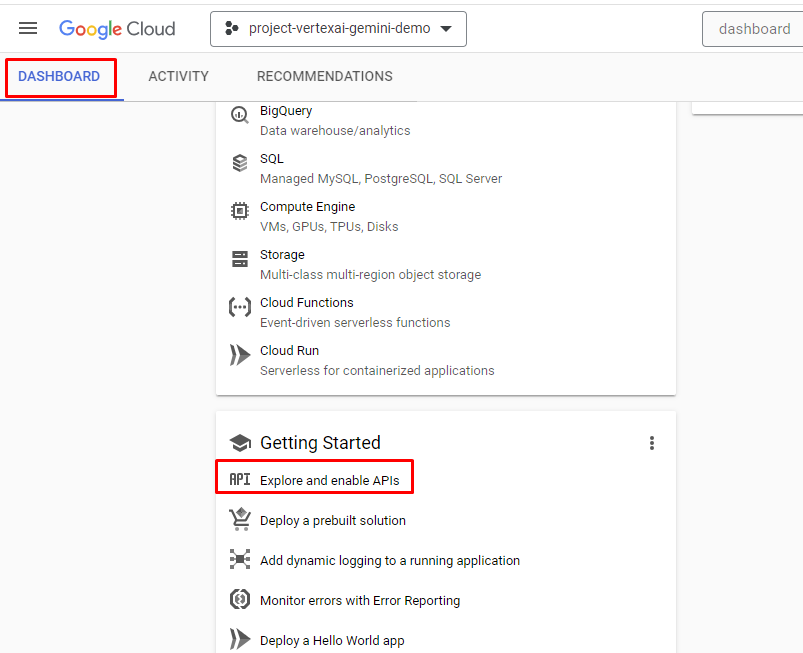 Google Cloud
project-vertexai-gemini-demo
dashboard
DASHBOARD
ACTIVITY
RECOMMENDATIONS
BigQuery
Data warehouse/analytics
SQL
Managed MySQL, PostgreSQL, SQL Server
Compute Engine
VMs, GPUs, TPUs, Disks
Storage
Multi-class multi-region object storage
Cloud Functions
Event-driven serverless functions
Cloud Run
Serverless for containerized applications
Getting Started
API Explore and enable APIs
Deploy a prebuilt solution
Add dynamic logging to a running application
Monitor errors with Error Reporting
Deploy a Hello World app